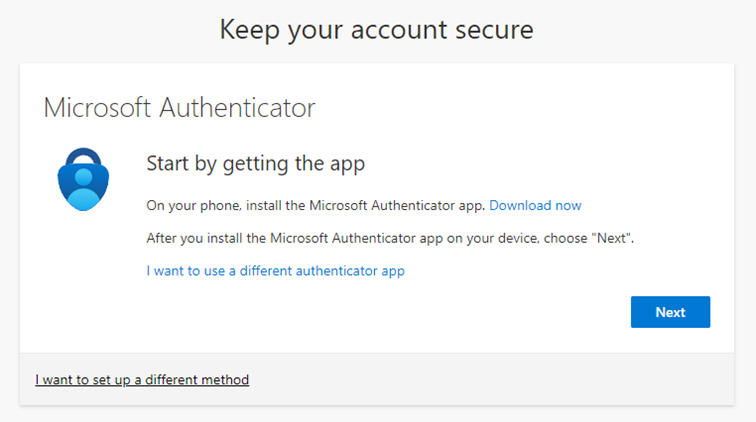 Keep your account secure
Microsoft Authenticator
Start by getting the app
On your phone, install the Microsoft Authenticator app. Download now
After you install the Microsoft Authenticator app on your device, choose "Next".
I want to use a different authenticator app
Next
I want to set up a different method